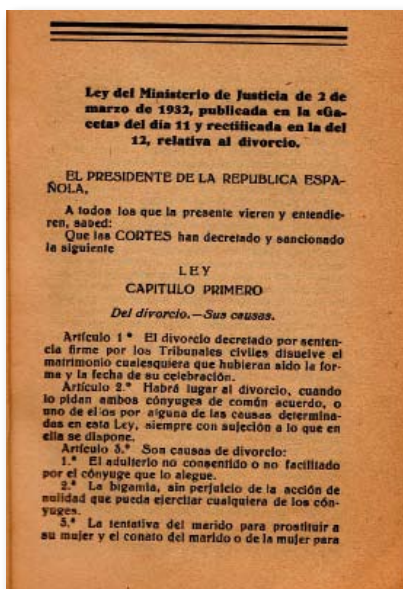 Ley del Ministerio de Justicia de 2 de
marzo de 1932, publicada en la «Ga-
ceta» del día 11 y rectificada en la del
12, relativa al divorcio.
EL PRESIDENTE DE LA REPUBLICA ESPA-
ÑOLA,
A todos los que la presente vieren y entendie-
ren, sabed:
Que las CORTES han decretado y sancionado
la siguiente
LEY
CAPITULO PRIMERO
Del divorcio.—Sus causas.
Artículo 1.º El divorcio decretado por senten-
cia firme por los Tribunales civiles disuelve el
matrimonio cualesquiera que hubieran sido la for-
ma y la fecha de su celebración.
Artículo 2.º Habrá lugar al divorcio, cuando
lo pidan ambos cónyuges de común acuerdo, o
uno de ellos por alguna de las causas determina-
das en esta Ley, siempre con sujeción a lo que en
ella se dispone.
Artículo 3.º Son causas de divorcio:
1.ª El adulterio no consentido o no facilitado
por el cónyuge que lo alegue.
2.ª La bigamia, sin perjuicio de la acción de
nulidad que pueda ejercitar cualquiera de los cón-
yuges.
3.ª La tentativa del marido para prostituir a
su mujer y el conato del marido o de la mujer para